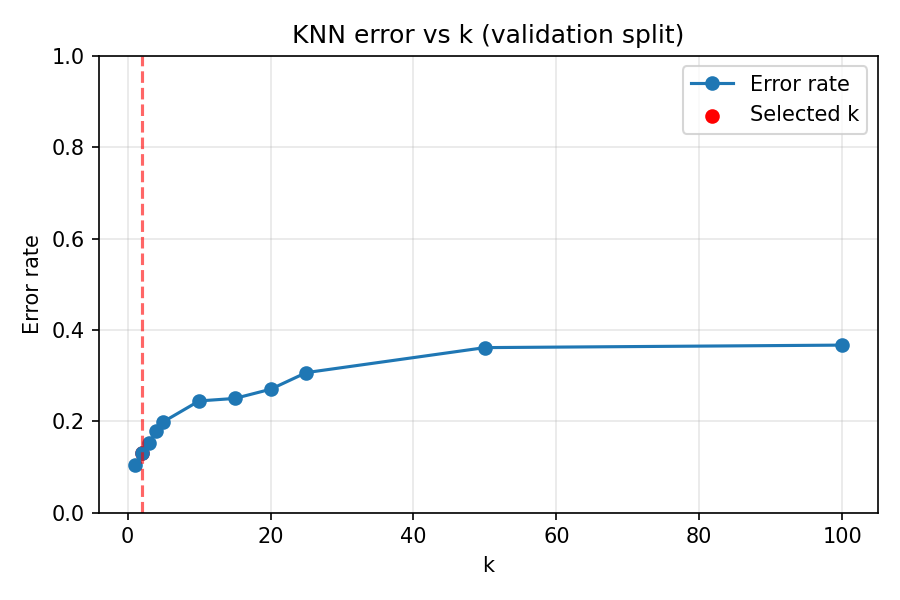 KNN error vs k (validation split)
Error rate
Selected k
Error rate
1.0
0.8
0.6
0.4
0.2
0.0
0 20 40 60 80 100
k